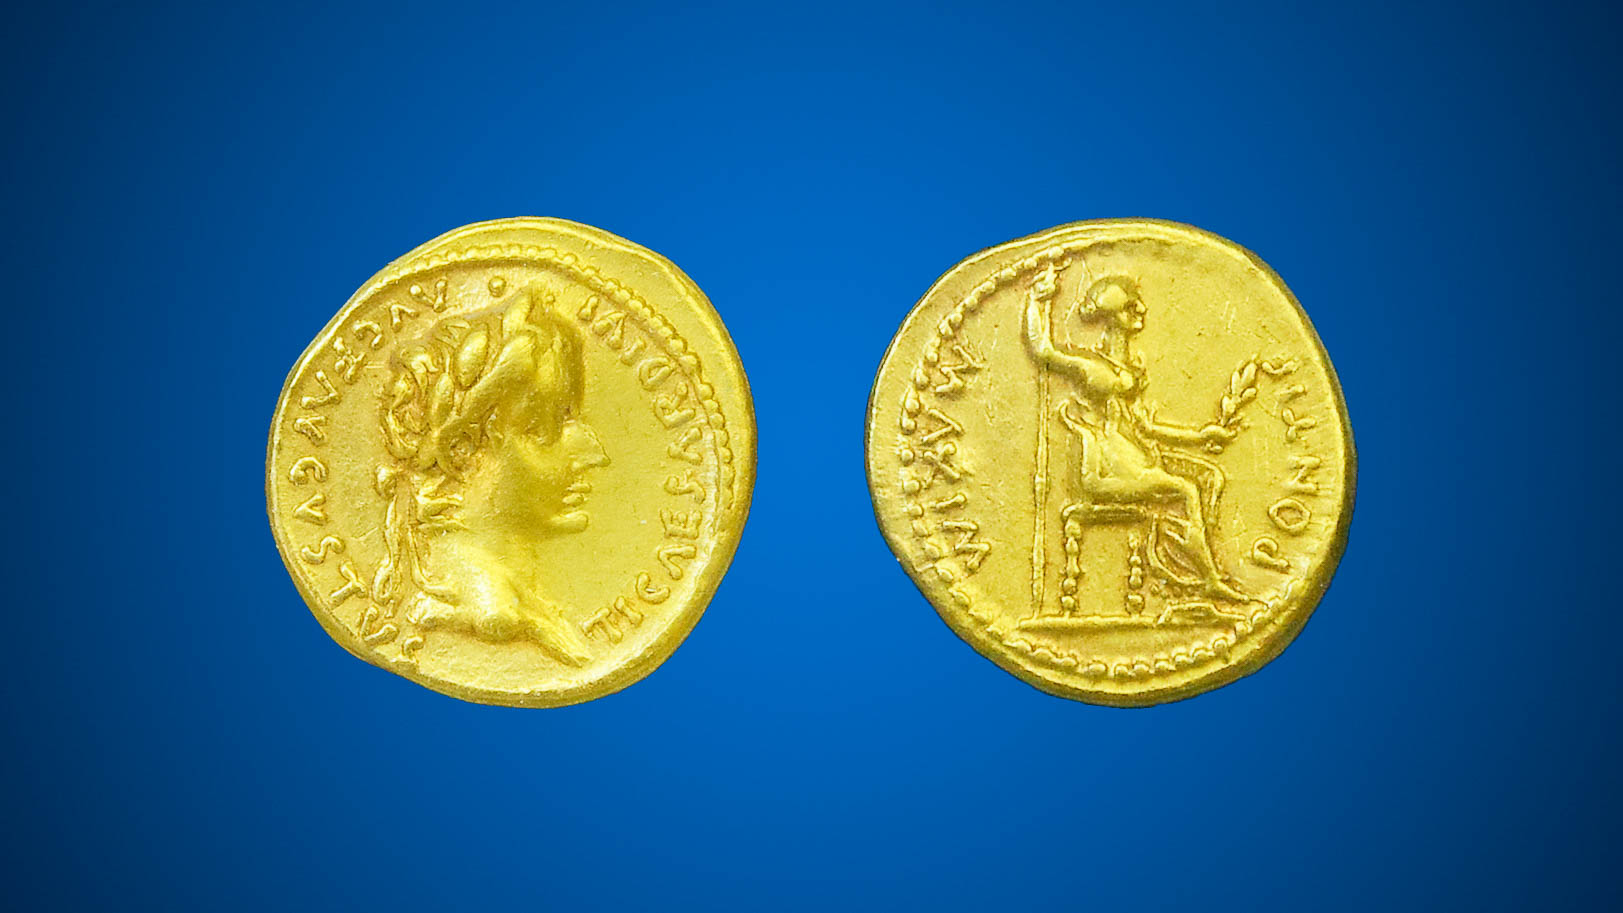 TI CAESAR DIVI
AVG F AVGVSTVS
PONTIF
MAXIM